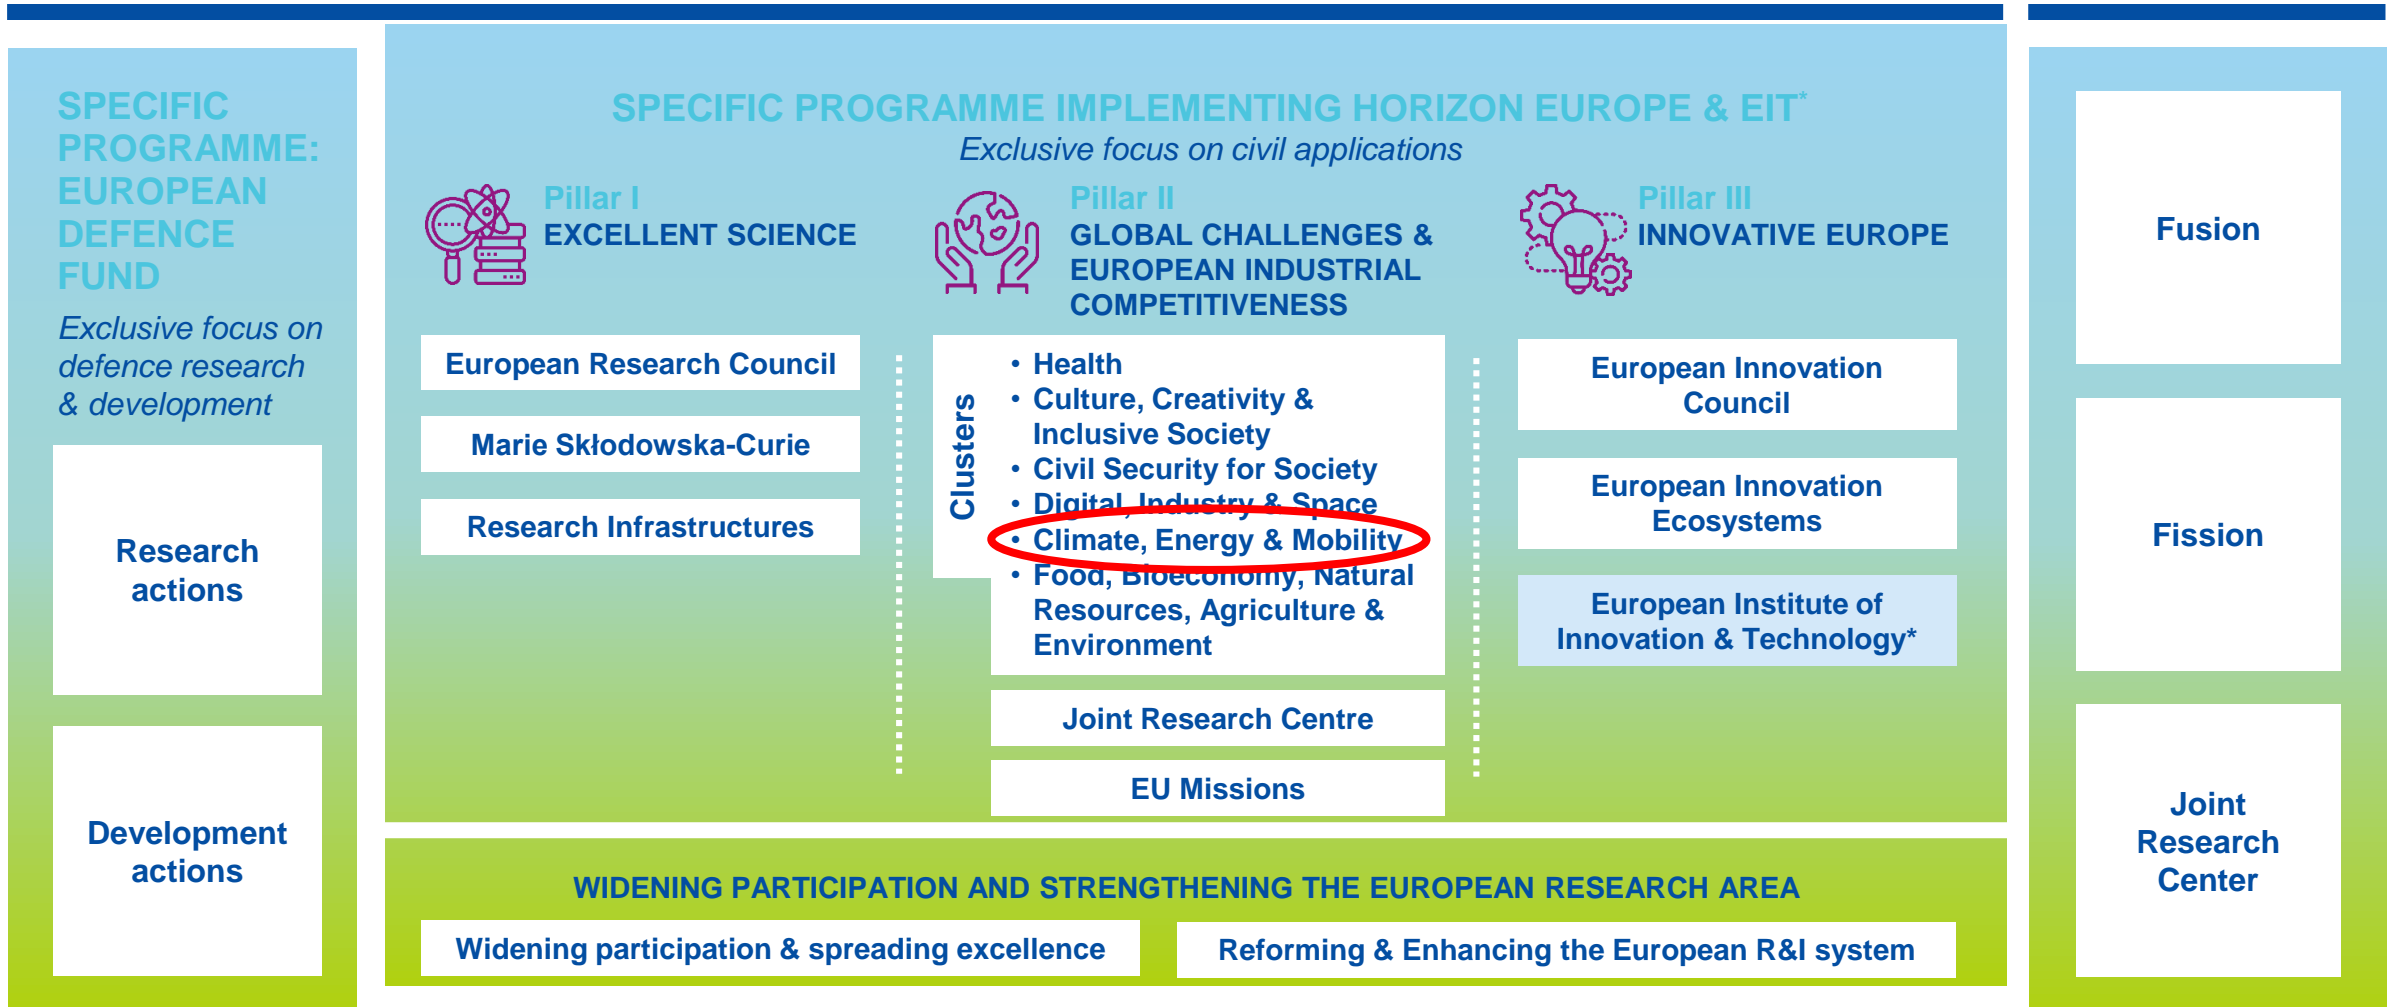 SPECIFIC
PROGRAMME:
EUROPEAN
DEFENCE
FUND
Exclusive focus on
defence research
& development
Research
actions
Development
actions
SPECIFIC PROGRAMME IMPLEMENTING HORIZON EUROPE & EIT*
Exclusive focus on civil applications
Pillar I
EXCELLENT SCIENCE
European Research Council
Marie Skłodowska-Curie
Research Infrastructures
Pillar II
GLOBAL CHALLENGES &
EUROPEAN INDUSTRIAL
COMPETITIVENESS
Clusters
• Health
• Culture, Creativity &
Inclusive Society
• Civil Security for Society
• Digital, Industry & Space
• Climate, Energy & Mobility
• Food, Bioeconomy, Natural
Resources, Agriculture &
Environment
Joint Research Centre
EU Missions
Pillar III
INNOVATIVE EUROPE
European Innovation
Council
European Innovation
Ecosystems
European Institute of
Innovation & Technology*
WIDENING PARTICIPATION AND STRENGTHENING THE EUROPEAN RESEARCH AREA
Widening participation & spreading excellence
Reforming & Enhancing the European R&I system
Fusion
Fission
Joint
Research
Center